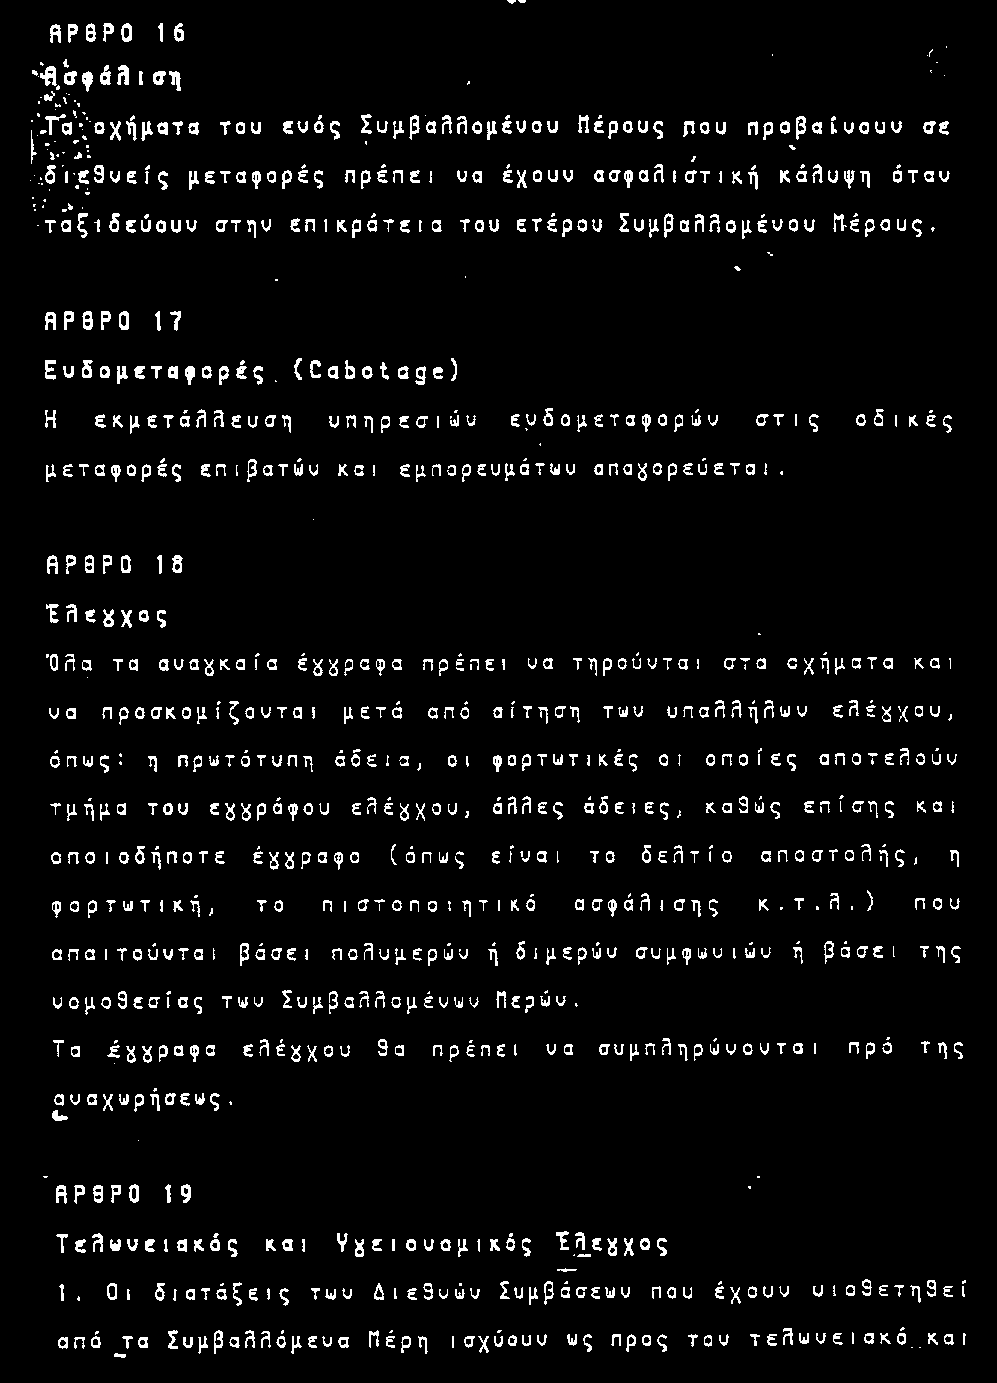 ΑΡΘΡΟ 16
Ασφάλιση
Τα οχήματα του ενός Συμβαλλομένου Μέρους που προβαίνουν σε
διεθνείς μεταφορές πρέπει να έχουν ασφαλιστική κάλυψη όταν
ταξιδεύουν στην επικράτεια του ετέρου Συμβαλλομένου Μέρους.
ΑΡΘΡΟ 17
Ενδομεταφορές (Cabotage)
Η εκμετάλλευση υπηρεσιών ενδομεταφορών στις οδικές
μεταφορές επιβατών και εμπορευμάτων απαγορεύεται.
ΑΡΘΡΟ 18
Έλεγχος
Όλα τα αναγκαία έγγραφα πρέπει να τηρούνται στα οχήματα και
να προσκομίζονται μετά από αίτηση των υπαλλήλων ελέγχου,
όπως: η πρωτότυπη άδεια, οι φορτωτικές οι οποίες αποτελούν
τμήμα του εγγράφου ελέγχου, άλλες άδειες, καθώς επίσης και
οποιοδήποτε έγγραφο (όπως είναι το δελτίο αποστολής, η
φορτωτική, το πιστοποιητικό ασφάλισης κ.τ.λ.) που
απαιτούνται βάσει πολυμερών ή διμερών συμφωνιών ή βάσει της
νομοθεσίας των Συμβαλλομένων Μερών.
Τα έγγραφα ελέγχου θα πρέπει να συμπληρώνονται πρό της
αναχωρήσεως.
ΑΡΘΡΟ 19
Τελωνειακός και Υγειονομικός Έλεγχος
1. Οι διατάξεις των Διεθνών Συμβάσεων που έχουν υιοθετηθεί
από τα Συμβαλλόμενα Μέρη ισχύουν ως προς τον τελωνειακό και